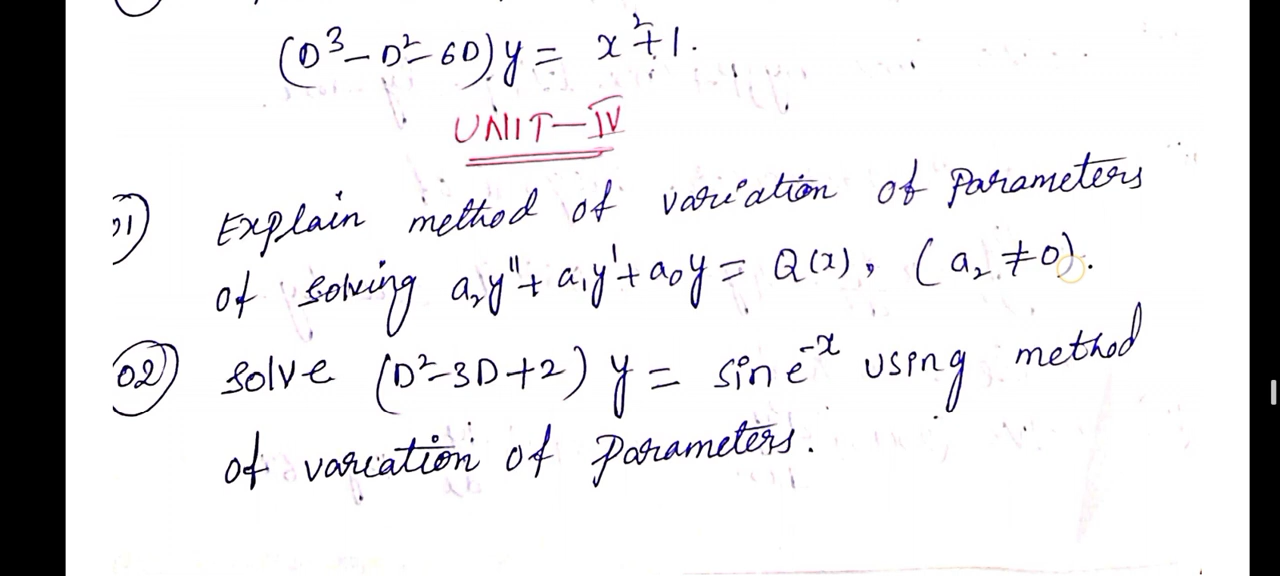 (D³-D²-6D)y = x²+1.
UNIT-IV
01) Explain method of variation of parameters
of solving a₂y"+a₁y'+a₀y = Q(x), (a₂≠0).
02) solve (D²-3D+2) y = sin e⁻ˣ using method
of variation of parameters.